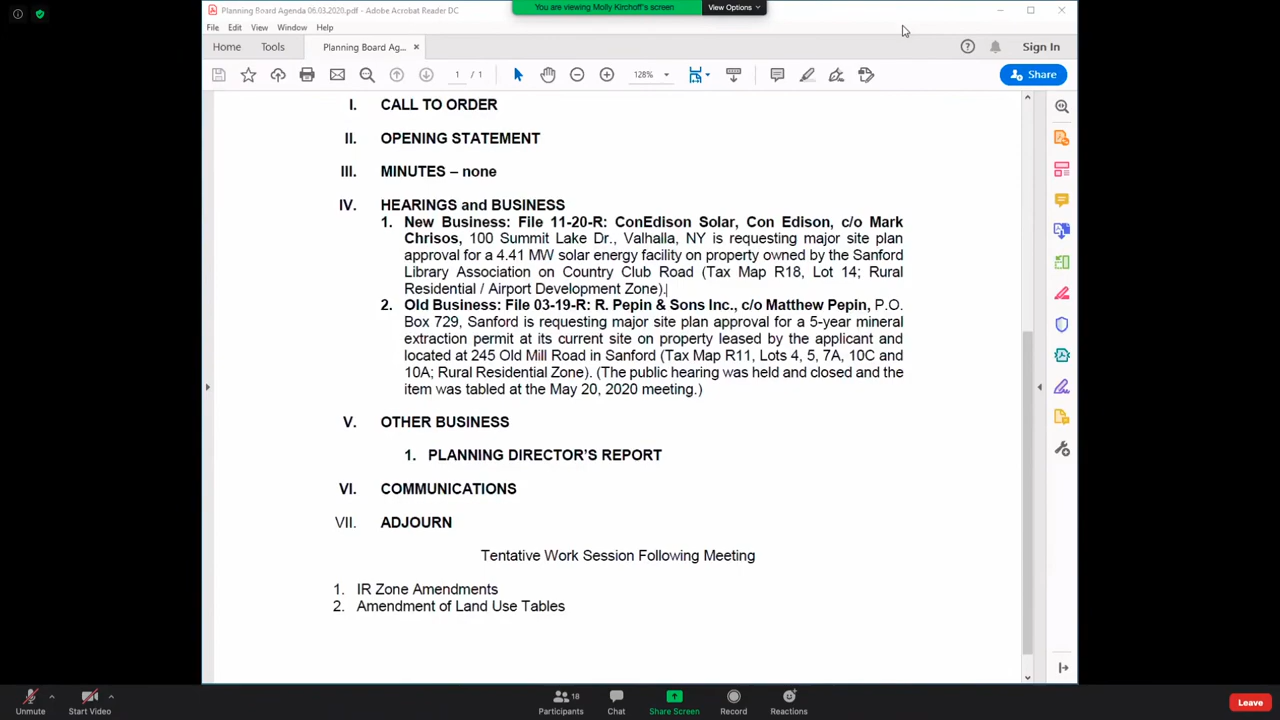 Planning Board Agenda 06.03.2020.pdf - Adobe Acrobat Reader DC
You are viewing Molly Kirchoff's screen
View Options
File Edit View Window Help
Home Tools Planning Board Ag... × Sign In
1 / 1 128% Share
I. CALL TO ORDER
II. OPENING STATEMENT
III. MINUTES – none
IV. HEARINGS and BUSINESS
1. New Business: File 11-20-R: ConEdison Solar, Con Edison, c/o Mark
Chrisos, 100 Summit Lake Dr., Valhalla, NY is requesting major site plan
approval for a 4.41 MW solar energy facility on property owned by the Sanford
Library Association on Country Club Road (Tax Map R18, Lot 14; Rural
Residential / Airport Development Zone).
2. Old Business: File 03-19-R: R. Pepin & Sons Inc., c/o Matthew Pepin, P.O.
Box 729, Sanford is requesting major site plan approval for a 5-year mineral
extraction permit at its current site on property leased by the applicant and
located at 245 Old Mill Road in Sanford (Tax Map R11, Lots 4, 5, 7A, 10C and
10A; Rural Residential Zone). (The public hearing was held and closed and the
item was tabled at the May 20, 2020 meeting.)
V. OTHER BUSINESS
1. PLANNING DIRECTOR'S REPORT
VI. COMMUNICATIONS
VII. ADJOURN
Tentative Work Session Following Meeting
1. IR Zone Amendments
2. Amendment of Land Use Tables
18
Unmute Start Video Participants Chat Share Screen Record Reactions Leave